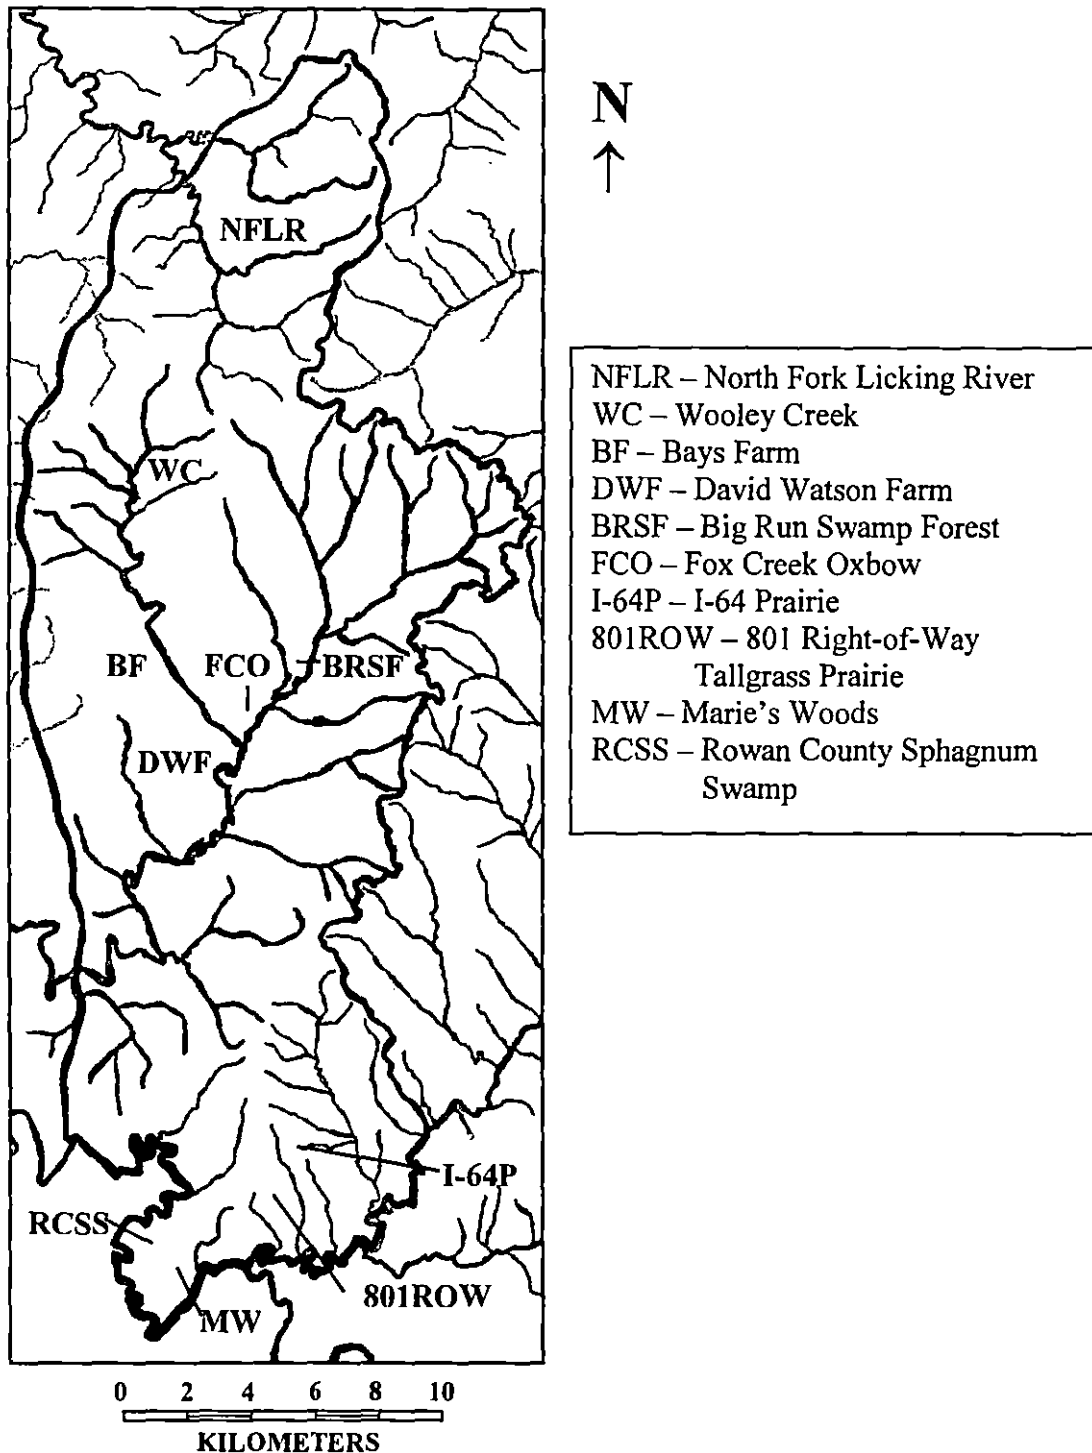 N
NFLR
WC
BF
FCO
BRSF
DWF
I-64P
RCSS
801ROW
MW
NFLR – North Fork Licking River
WC – Wooley Creek
BF – Bays Farm
DWF – David Watson Farm
BRSF – Big Run Swamp Forest
FCO – Fox Creek Oxbow
I-64P – I-64 Prairie
801ROW – 801 Right-of-Way
Tallgrass Prairie
MW – Marie's Woods
RCSS – Rowan County Sphagnum
Swamp
0 2 4 6 8 10
KILOMETERS